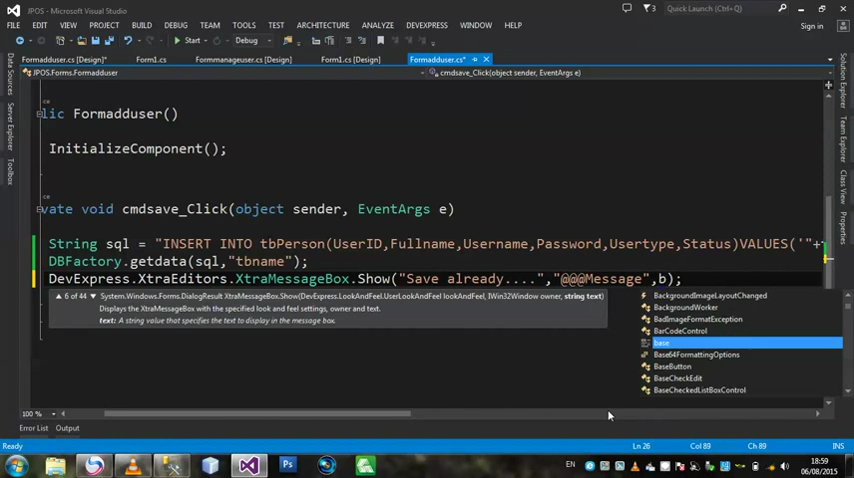 JPOS - Microsoft Visual Studio
3
Quick Launch (Ctrl+Q)
FILE EDIT VIEW PROJECT BUILD DEBUG TEAM TOOLS TEST ARCHITECTURE ANALYZE DEVEXPRESS WINDOW HELP
Sign in
Start Debug
Formadduser.cs [Design]* Form1.cs Formmanageuser.cs [Design] Form1.cs [Design] Formadduser.cs*
JPOS.Forms.Formadduser
cmdsave_Click(object sender, EventArgs e)
Data Sources
Server Explorer
Toolbox
Solution Explorer
Class View
Properties
ce
lic Formadduser()
InitializeComponent();
ce
vate void cmdsave_Click(object sender, EventArgs e)
String sql = "INSERT INTO tbPerson(UserID,Fullname,Username,Password,Usertype,Status)VALUES('"+
DBFactory.getdata(sql,"tbname");
DevExpress.XtraEditors.XtraMessageBox.Show("Save already....","@@@Message",b);
6 of 44 System.Windows.Forms.DialogResult XtraMessageBox.Show(DevExpress.LookAndFeel.UserLookAndFeel lookAndFeel, IWin32Window owner, string text)
Displays the XtraMessageBox with the specified look and feel settings, owner and text.
text: A string value that specifies the text to display in the message box.
BackgroundImageLayoutChanged
BackgroundWorker
BadImageFormatException
BarCodeControl
base
Base64FormattingOptions
BaseButton
BaseCheckEdit
BaseCheckedListBoxControl
100 %
Error List Output
Ready
Ln 26 Col 89 Ch 89 INS
Ps
EN
18:59
06/08/2015